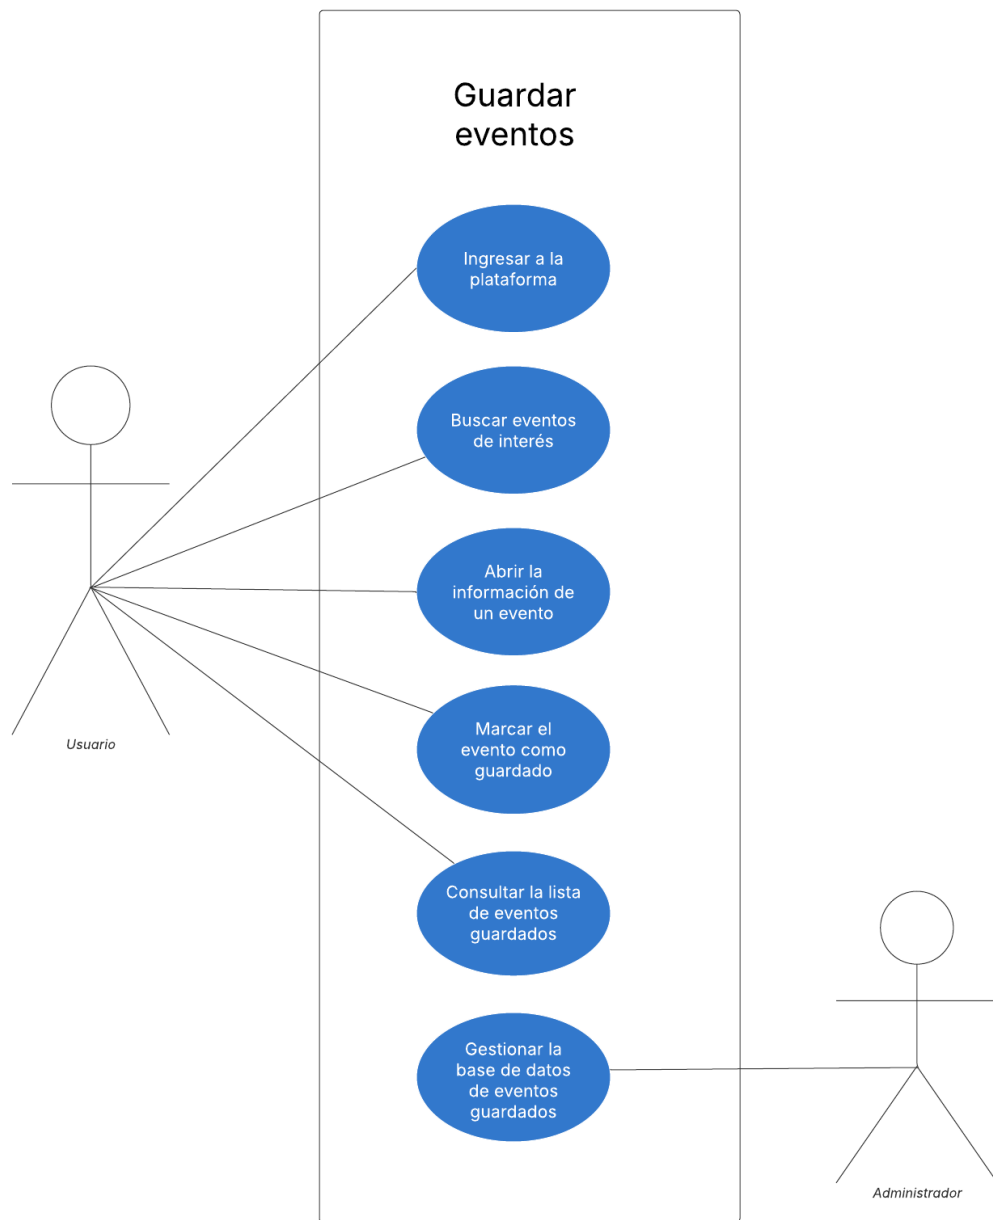 Guardar
eventos
Ingresar a la
plataforma
Buscar eventos
de interés
Abrir la
información de
un evento
Marcar el
evento como
guardado
Usuario
Consultar la lista
de eventos
guardados
Gestionar la
base de datos
de eventos
guardados
Administrador